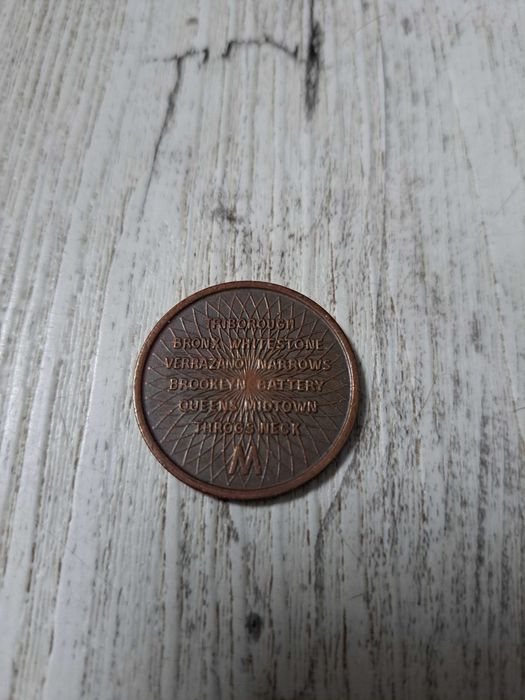 TRIBOROUGH
BRONX WHITESTONE
VERRAZANO NARROWS
BROOKLYN BATTERY
QUEENS MIDTOWN
THROGS NECK
M